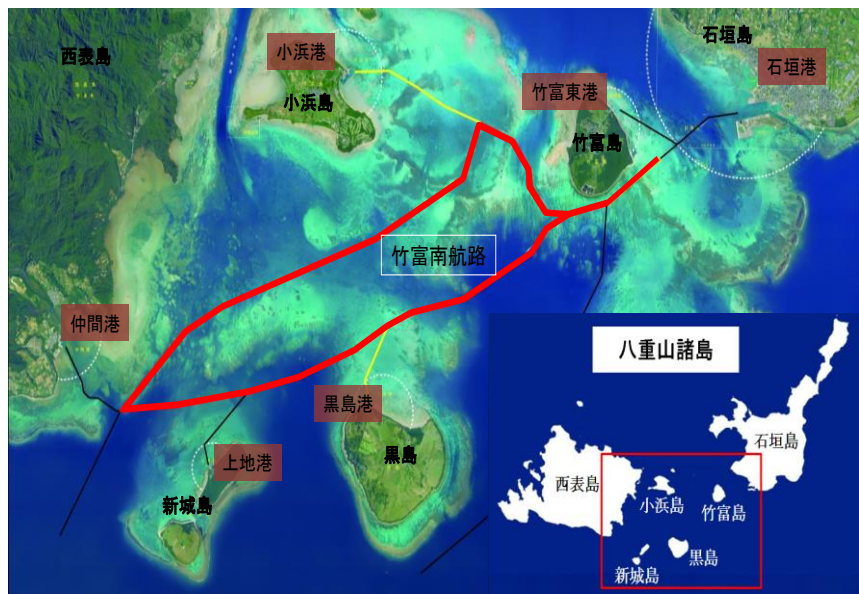 西表島
小浜港
小浜島
石垣島
石垣港
竹富東港
竹富島
竹富南航路
仲間港
黒島港
黒島
上地港
新城島
八重山諸島
石垣島
西表島
小浜島
竹富島
黒島
新城島